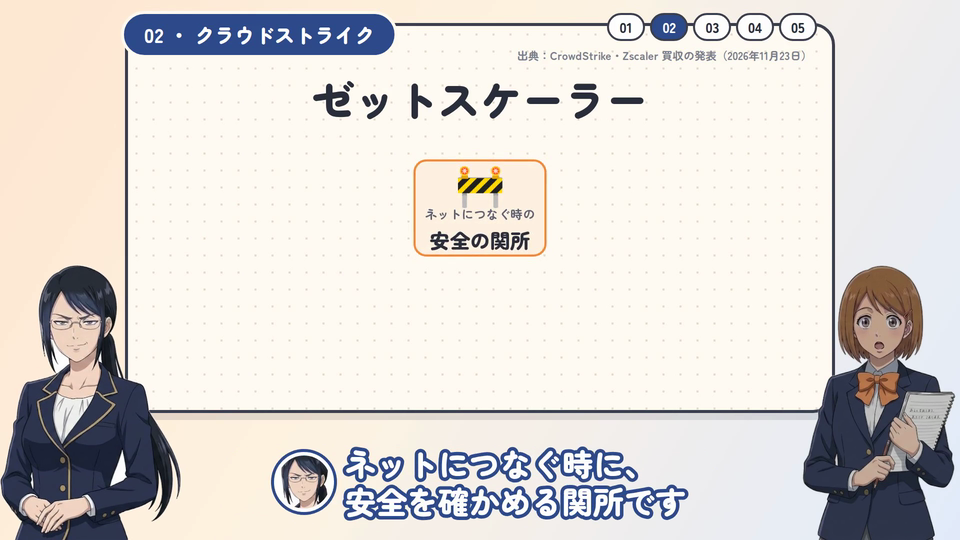 02 ・ クラウドストライク
01 02 03 04 05
出典：CrowdStrike・Zscaler 買収の発表（2026年11月23日）
ゼットスケーラー
ネットにつなぐ時の
安全の関所
ネットにつなぐ時に、
安全を確かめる関所です